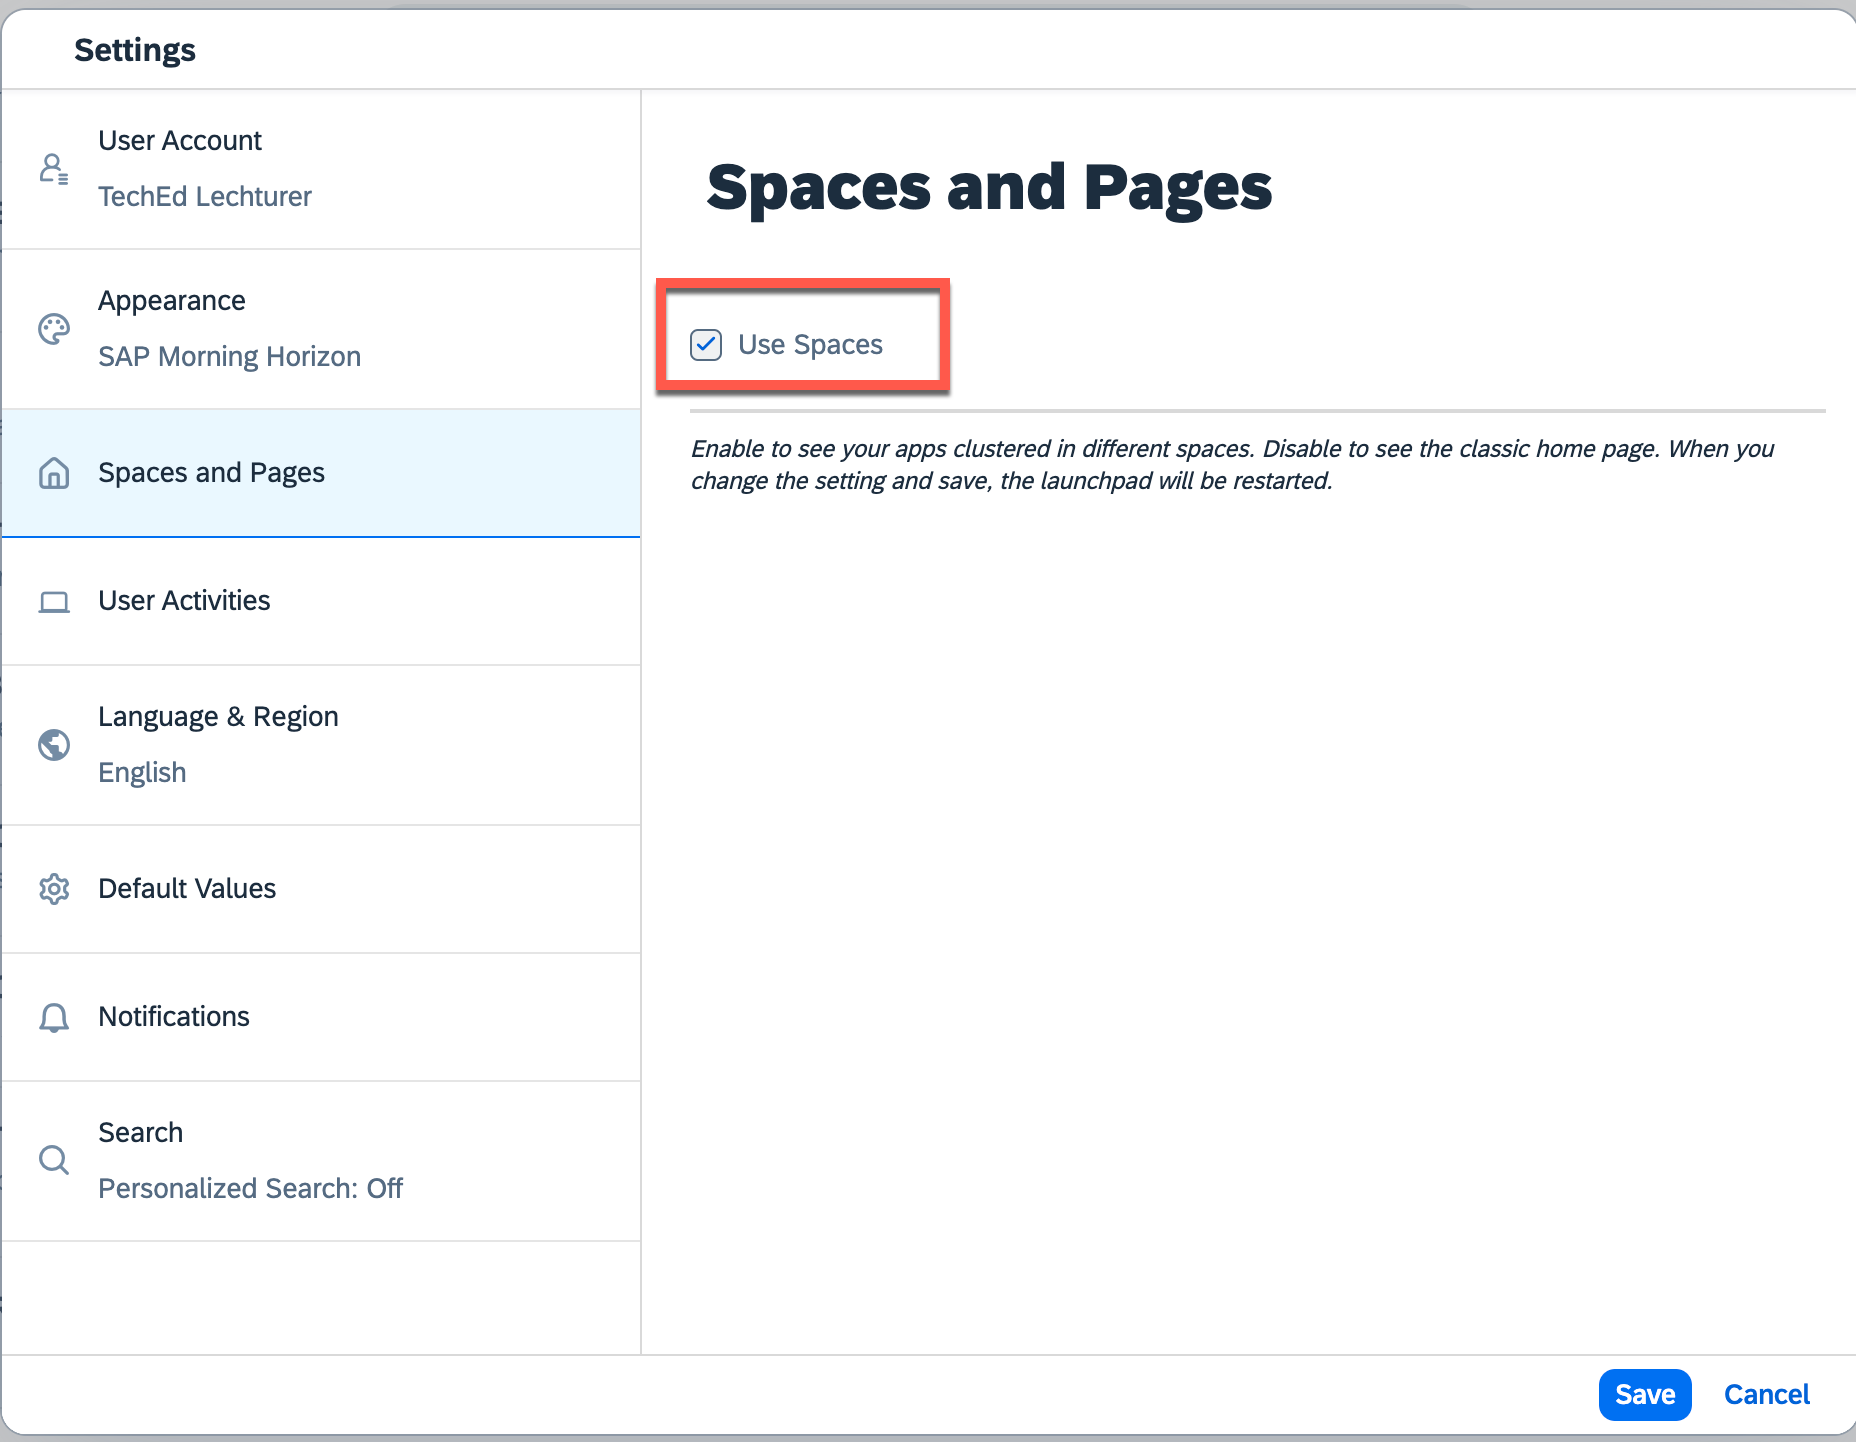 Settings
User Account
TechEd Lechturer
Appearance
SAP Morning Horizon
Spaces and Pages
User Activities
Language & Region
English
Default Values
Notifications
Search
Personalized Search: Off
Spaces and Pages
Use Spaces
Enable to see your apps clustered in different spaces. Disable to see the classic home page. When you
change the setting and save, the launchpad will be restarted.
Save
Cancel